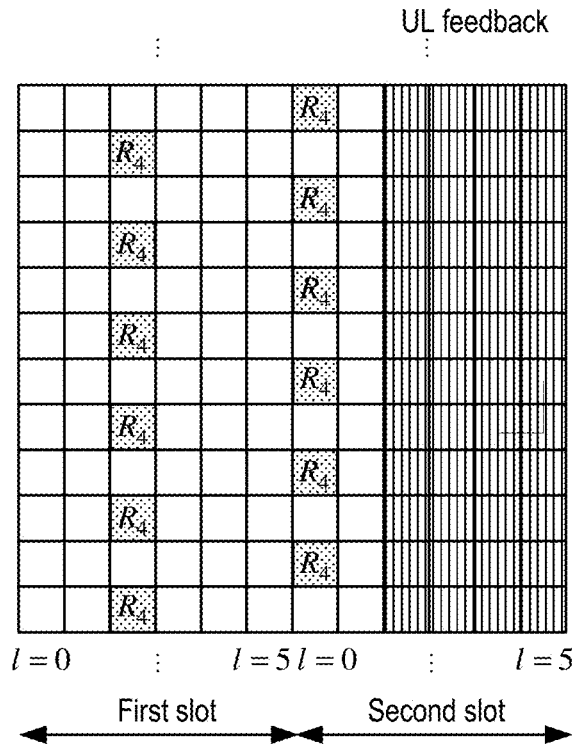 UL feedback
R4
R4
R4
R4
R4
R4
R4
R4
R4
R4
R4
R4
l = 0 l = 5 l = 0 l = 5
First slot Second slot